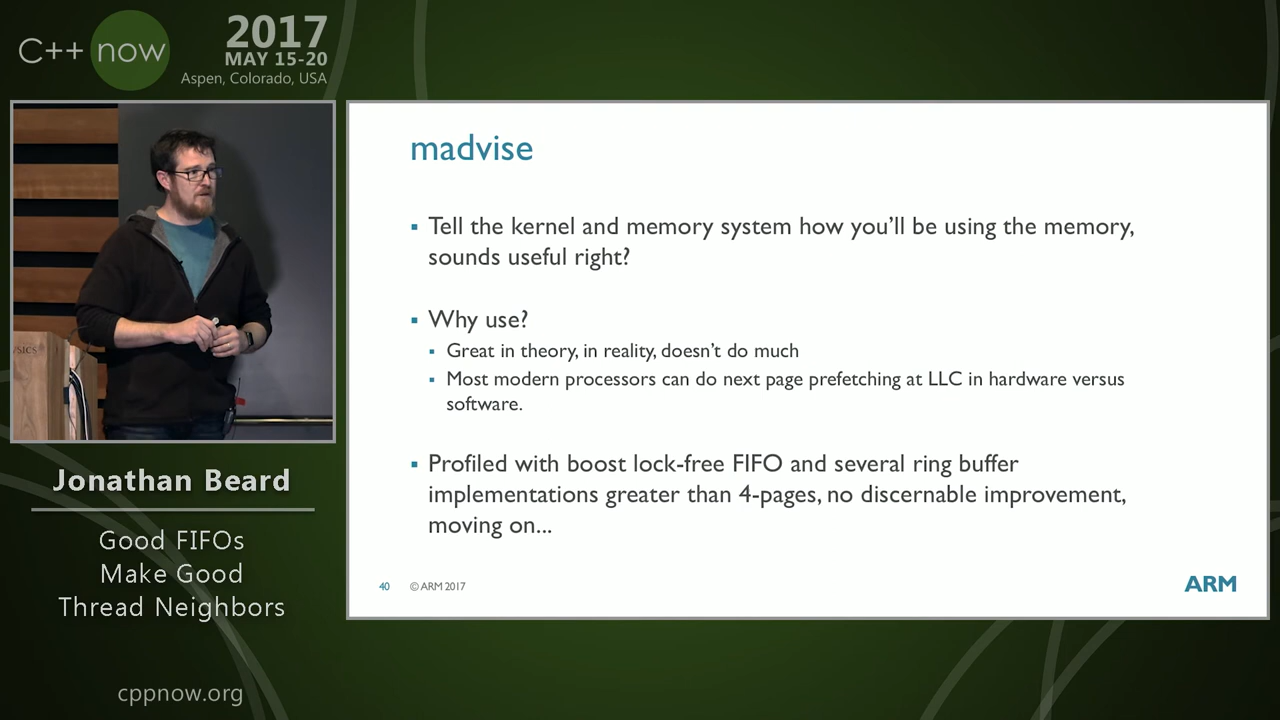 C++ now
2017
MAY 15-20
Aspen, Colorado, USA
madvise
▪ Tell the kernel and memory system how you’ll be using the memory,
sounds useful right?
▪ Why use?
▪ Great in theory, in reality, doesn’t do much
▪ Most modern processors can do next page prefetching at LLC in hardware versus
software.
▪ Profiled with boost lock-free FIFO and several ring buffer
implementations greater than 4-pages, no discernable improvement,
moving on...
40 © ARM 2017
ARM
Jonathan Beard
Good FIFOs
Make Good
Thread Neighbors
cppnow.org